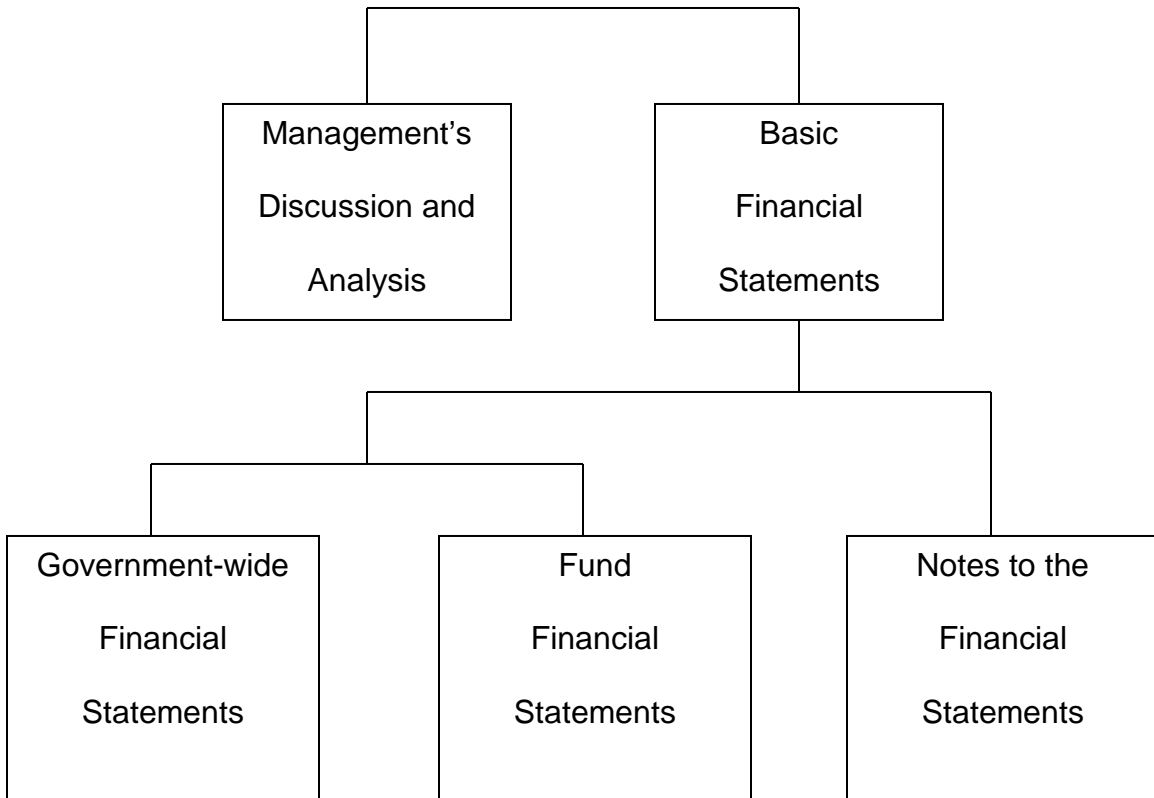 Management’s
Discussion and
Analysis
Basic
Financial
Statements
Government-wide
Financial
Statements
Fund
Financial
Statements
Notes to the
Financial
Statements